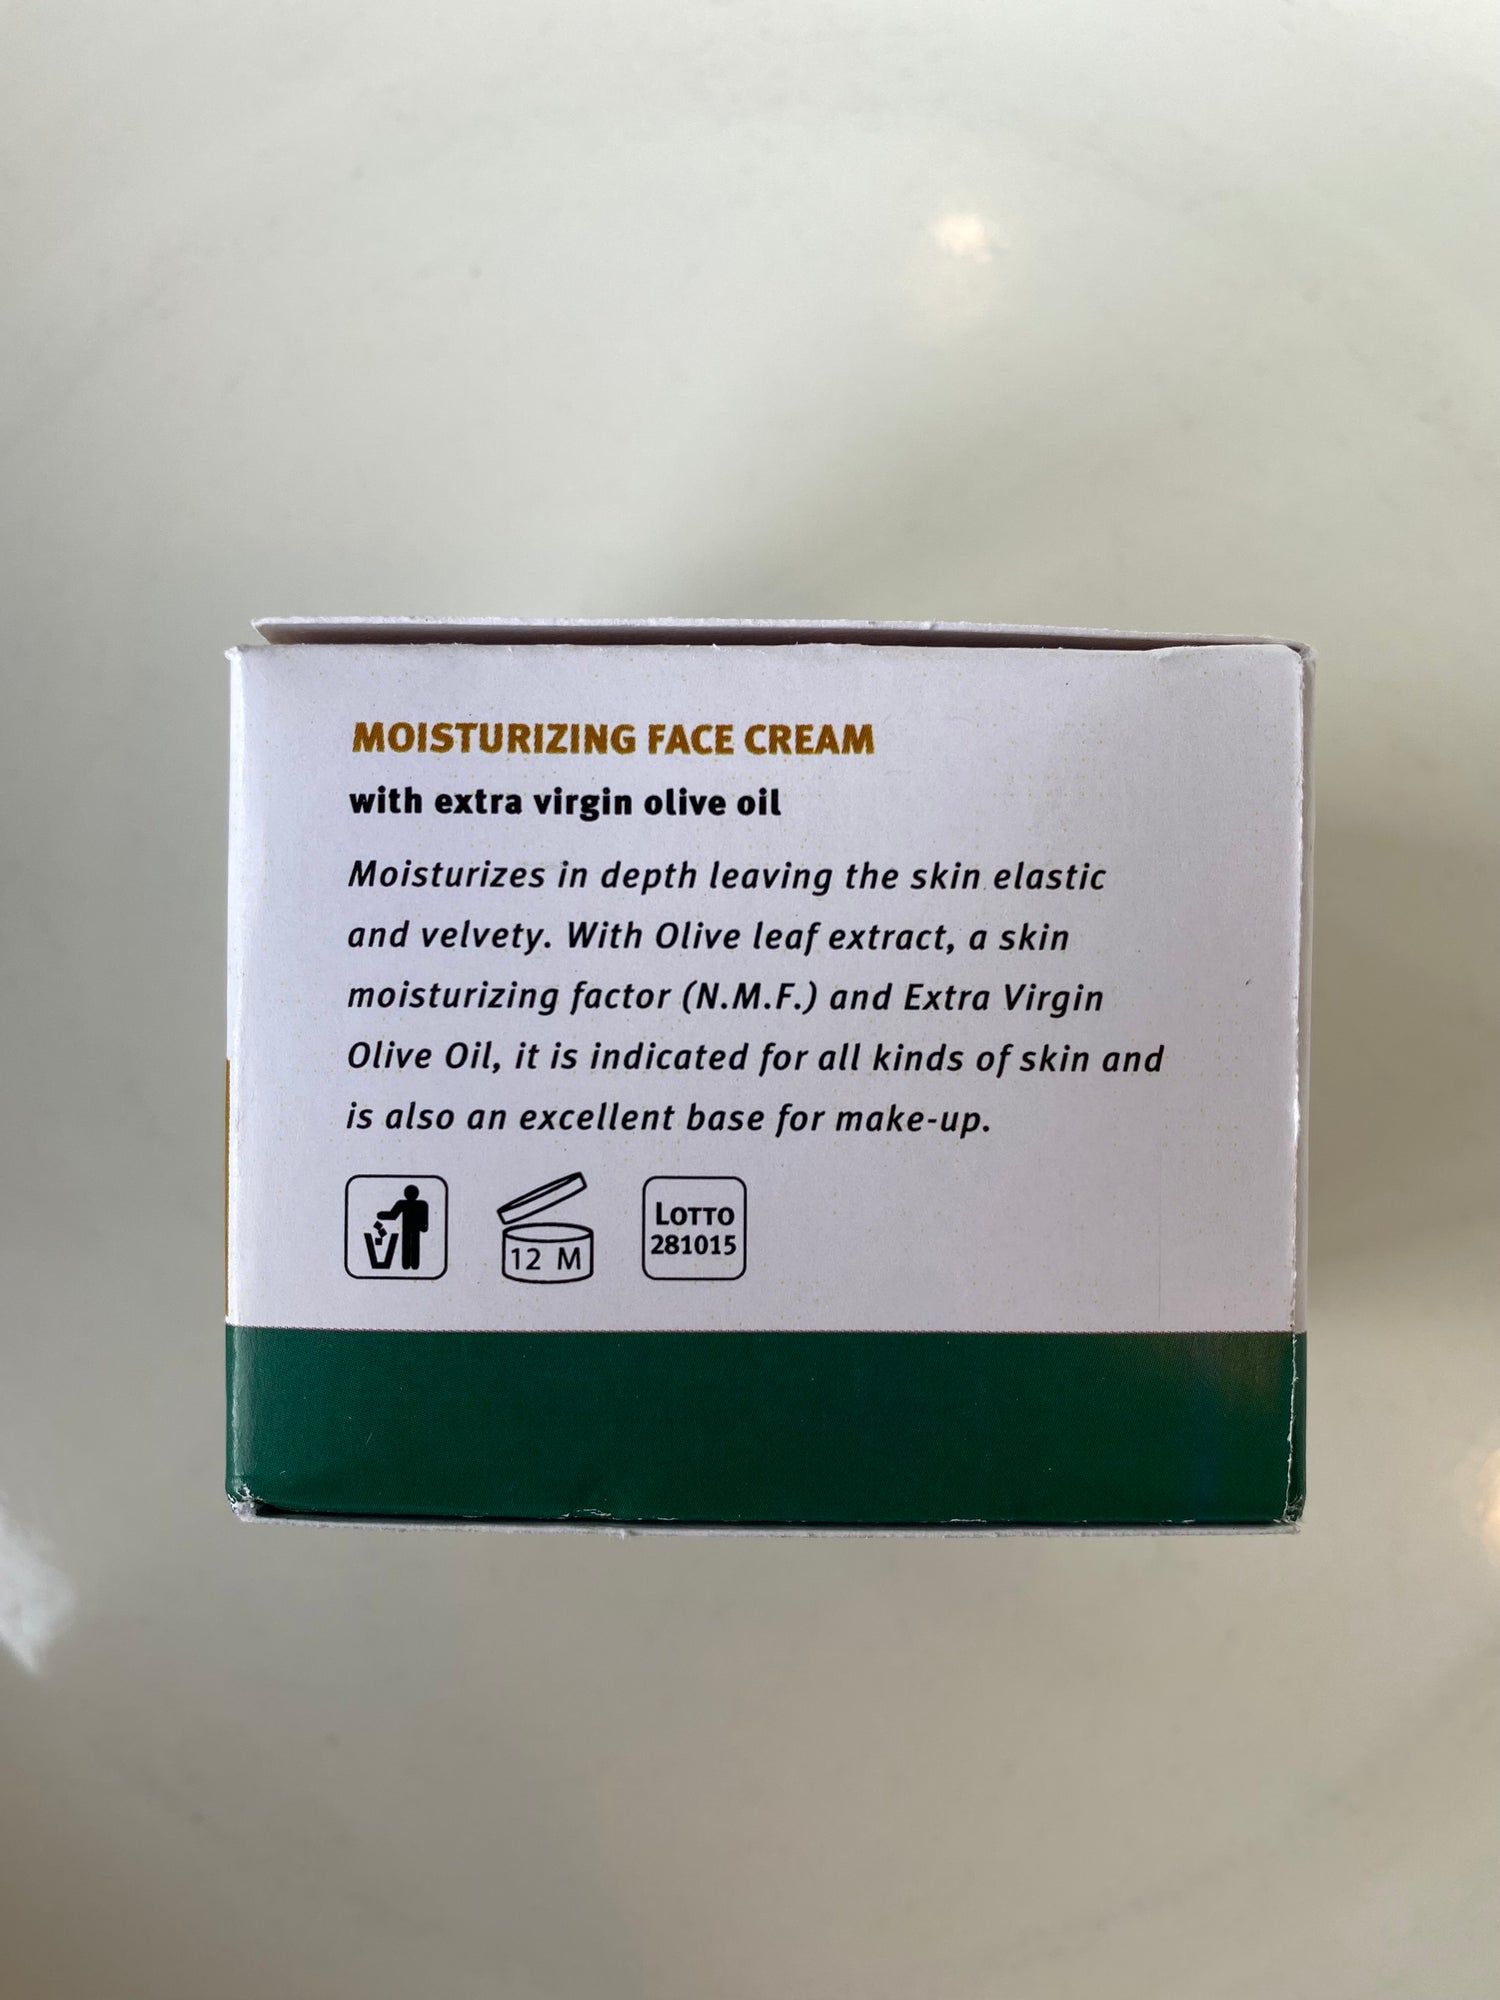 MOISTURIZING FACE CREAM
with extra virgin olive oil
Moisturizes in depth leaving the skin elastic
and velvety. With Olive leaf extract, a skin
moisturizing factor (N.M.F.) and Extra Virgin
Olive Oil, it is indicated for all kinds of skin and
is also an excellent base for make-up.
12 M
LOTTO
281015